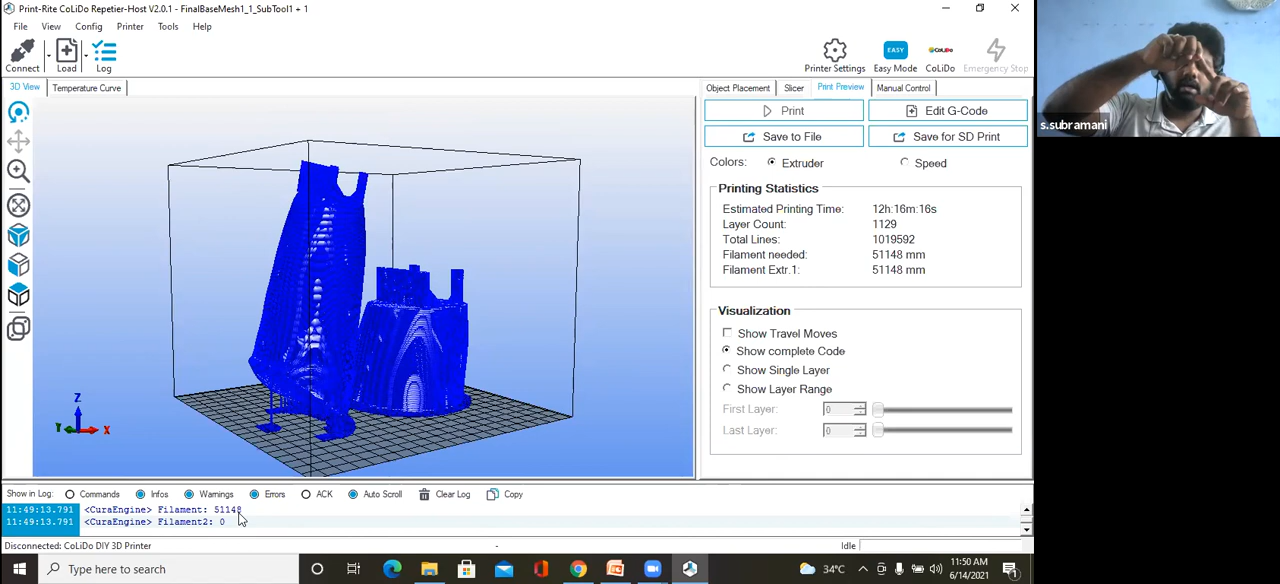 Print-Rite CoLiDo Repetier-Host V2.0.1 - FinalBaseMesh1_1_SubTool1 + 1
File View Config Printer Tools Help
Connect Load Log Printer Settings Easy Mode CoLiDo Emergency Stop
EASY
CoLiDo
3D View Temperature Curve
Object Placement Slicer Print Preview Manual Control
Print Edit G-Code
Save to File Save for SD Print
Colors: Extruder Speed
Printing Statistics
Estimated Printing Time: 12h:16m:16s
Layer Count: 1129
Total Lines: 1019592
Filament needed: 51148 mm
Filament Extr.1: 51148 mm
Visualization
Show Travel Moves
Show complete Code
Show Single Layer
Show Layer Range
First Layer: 0
Last Layer: 0
Z
Y X
s.subramani
Show in Log: Commands Infos Warnings Errors ACK Auto Scroll Clear Log Copy
11:49:13.791 <CuraEngine> Filament: 51148
11:49:13.791 <CuraEngine> Filament2: 0
Disconnected: CoLiDo DIY 3D Printer - Idle
Type here to search 34°C 11:50 AM
6/14/2021 1